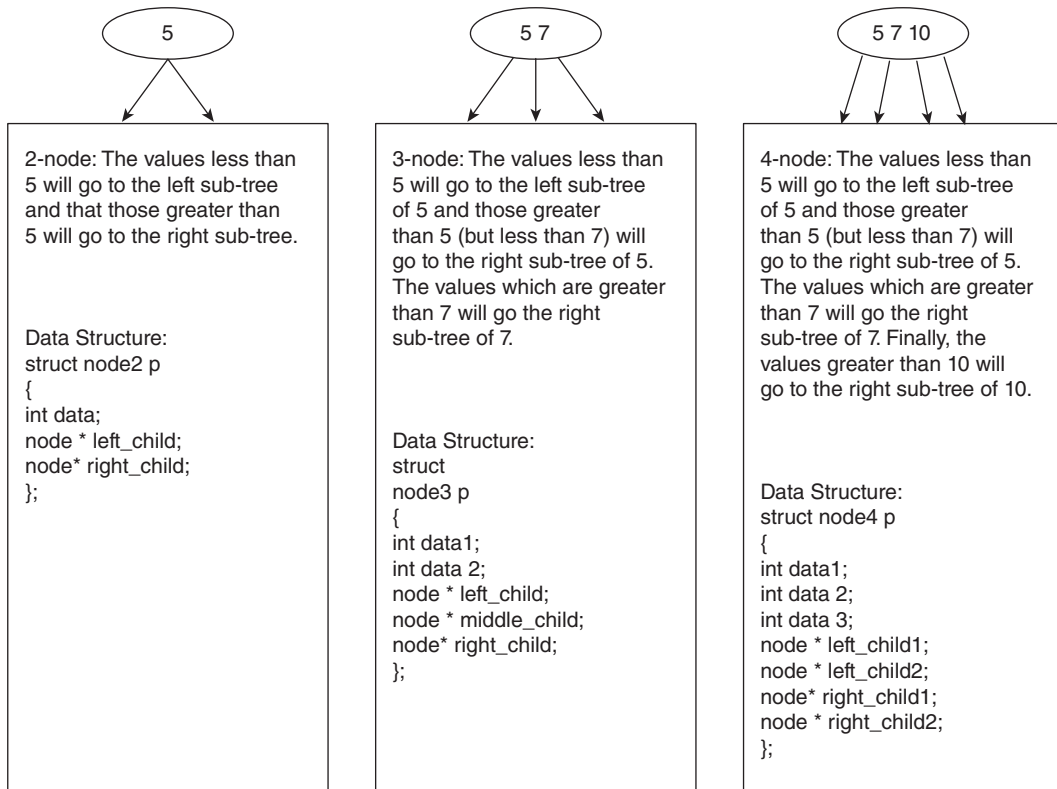 5
5 7
5 7 10
2-node: The values less than
5 will go to the left sub-tree
and that those greater than
5 will go to the right sub-tree.
Data Structure:
struct node2 p
{
int data;
node * left_child;
node* right_child;
};
3-node: The values less than
5 will go to the left sub-tree
of 5 and those greater
than 5 (but less than 7) will
go to the right sub-tree of 5.
The values which are greater
than 7 will go the right
sub-tree of 7.
Data Structure:
struct
node3 p
{
int data1;
int data 2;
node * left_child;
node * middle_child;
node* right_child;
};
4-node: The values less than
5 will go to the left sub-tree
of 5 and those greater
than 5 (but less than 7) will
go to the right sub-tree of 5.
The values which are greater
than 7 will go the right
sub-tree of 7. Finally, the
values greater than 10 will
go to the right sub-tree of 10.
Data Structure:
struct node4 p
{
int data1;
int data 2;
int data 3;
node * left_child1;
node * left_child2;
node* right_child1;
node * right_child2;
};